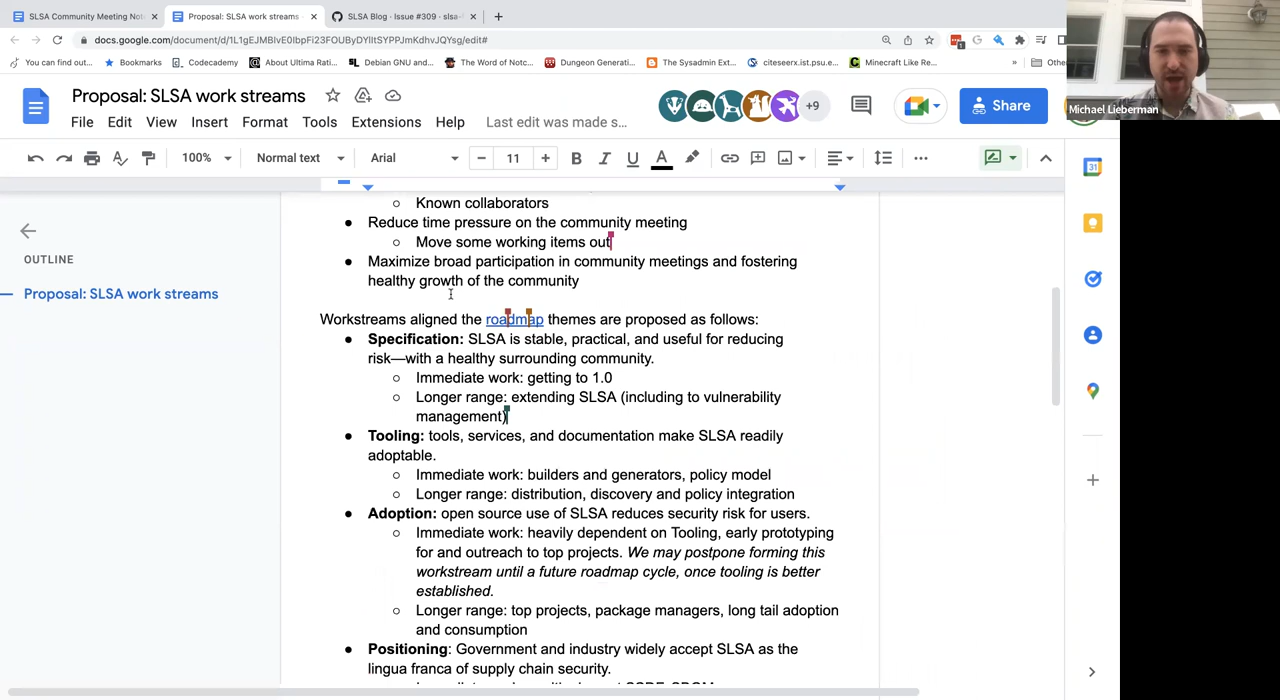 SLSA Community Meeting Not
Proposal: SLSA work streams
SLSA Blog · Issue #309 · slsa-
docs.google.com/document/d/1L1gEJMBIvE0IbpFi23FOUByDYIltSYPPJmKdhvJQYsg/edit#
You can find out...
Bookmarks
Codecademy
About Ultima Rati...
Debian GNU and...
The Word of Notc...
Dungeon Generati...
The Sysadmin Ext...
citeseerx.ist.psu.e...
Minecraft Like Re...
»
Michael Lieberman
Proposal: SLSA work streams
+9
Share
File Edit View Insert Format Tools Help Last edit was made s...
100% Normal text Arial − 11 + B I U A
Known collaborators
Reduce time pressure on the community meeting
Move some working items out
Maximize broad participation in community meetings and fostering
healthy growth of the community
OUTLINE
Proposal: SLSA work streams
Workstreams aligned the roadmap themes are proposed as follows:
Specification: SLSA is stable, practical, and useful for reducing
risk—with a healthy surrounding community.
Immediate work: getting to 1.0
Longer range: extending SLSA (including to vulnerability
management)
Tooling: tools, services, and documentation make SLSA readily
adoptable.
Immediate work: builders and generators, policy model
Longer range: distribution, discovery and policy integration
Adoption: open source use of SLSA reduces security risk for users.
Immediate work: heavily dependent on Tooling, early prototyping
for and outreach to top projects. We may postpone forming this
workstream until a future roadmap cycle, once tooling is better
established.
Longer range: top projects, package managers, long tail adoption
and consumption
Positioning: Government and industry widely accept SLSA as the
lingua franca of supply chain security.